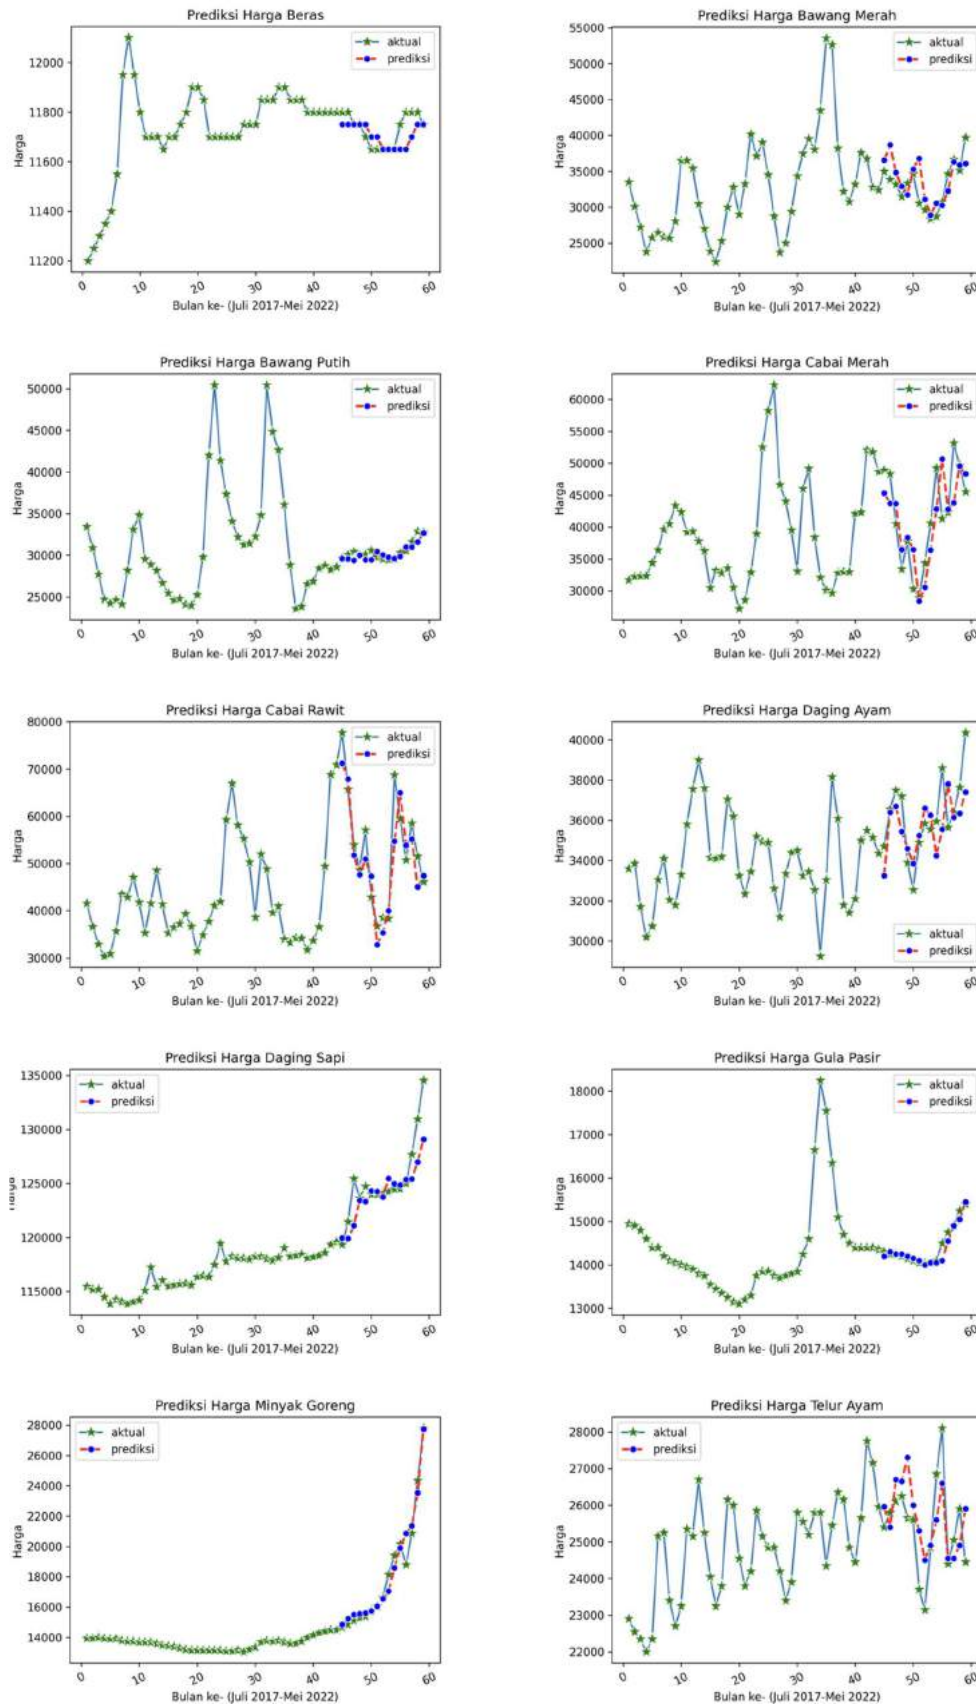 Prediksi Harga Beras
12000
11800
11600
11400
11200
Harga
aktual
prediksi
0 10 20 30 40 50 60
Bulan ke- (Juli 2017-Mei 2022)
Prediksi Harga Bawang Merah
55000
50000
45000
40000
35000
30000
25000
Harga
aktual
prediksi
0 10 20 30 40 50 60
Bulan ke- (Juli 2017-Mei 2022)
Prediksi Harga Bawang Putih
50000
45000
40000
35000
30000
25000
Harga
aktual
prediksi
0 10 20 30 40 50 60
Bulan ke- (Juli 2017-Mei 2022)
Prediksi Harga Cabai Merah
60000
55000
50000
45000
40000
35000
30000
Harga
aktual
prediksi
0 10 20 30 40 50 60
Bulan ke- (Juli 2017-Mei 2022)
Prediksi Harga Cabai Rawit
80000
70000
60000
50000
40000
30000
Harga
aktual
prediksi
0 10 20 30 40 50 60
Bulan ke- (Juli 2017-Mei 2022)
Prediksi Harga Daging Ayam
40000
38000
36000
34000
32000
30000
Harga
aktual
prediksi
aktual
prediksi
0 10 20 30 40 50 60
Bulan ke- (Juli 2017-Mei 2022)
Prediksi Harga Daging Sapi
135000
130000
125000
120000
115000
Harga
aktual
prediksi
0 10 20 30 40 50 60
Bulan ke- (Juli 2017-Mei 2022)
Prediksi Harga Gula Pasir
18000
17000
16000
15000
14000
13000
Harga
aktual
prediksi
0 10 20 30 40 50 60
Bulan ke- (Juli 2017-Mei 2022)
Prediksi Harga Minyak Goreng
28000
26000
24000
22000
20000
18000
16000
14000
Harga
aktual
prediksi
0 10 20 30 40 50 60
Bulan ke- (Juli 2017-Mei 2022)
Prediksi Harga Telur Ayam
28000
27000
26000
25000
24000
23000
22000
Harga
aktual
prediksi
0 10 20 30 40 50 60
Bulan ke- (Juli 2017-Mei 2022)